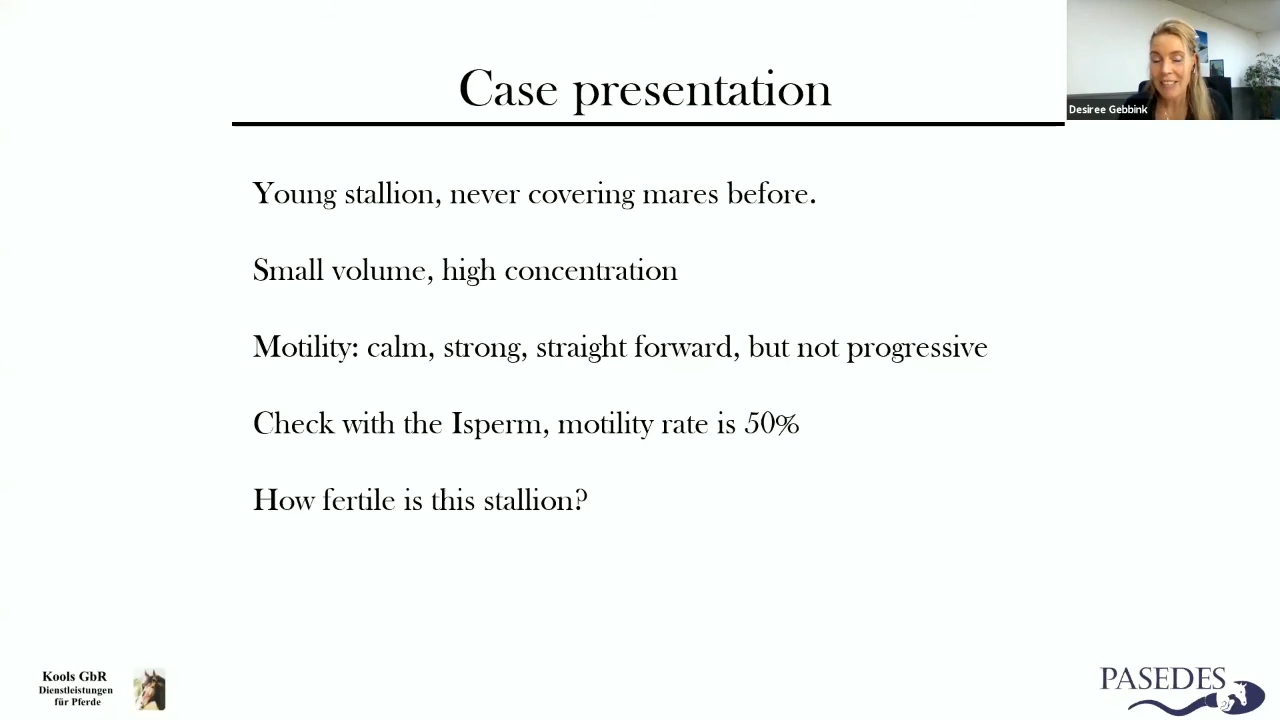 Case presentation
Desiree Gebbink
Young stallion, never covering mares before.
Small volume, high concentration
Motility: calm, strong, straight forward, but not progressive
Check with the Isperm, motility rate is 50%
How fertile is this stallion?
Kools GbR
Dienstleistungen
für Pferde
PASEDES